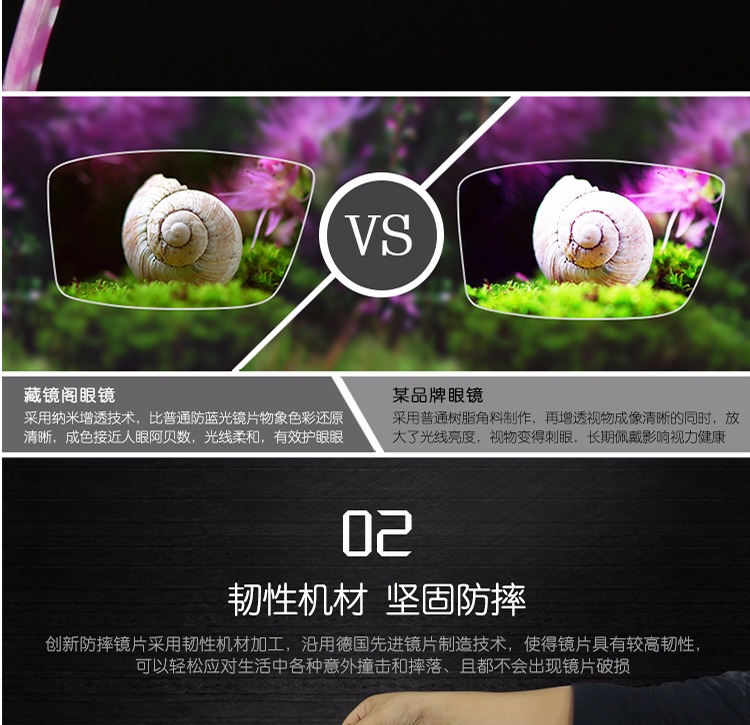 VS
藏镜阁眼镜
采用纳米增透技术，比普通防蓝光镜片物象色彩还原
清晰，成色接近人眼阿贝数，光线柔和，有效护眼眼
某品牌眼镜
采用普通树脂角料制作，再增透视物成像清晰的同时，放
大了光线亮度，视物变得刺眼，长期佩戴影响视力健康
02
韧性机材 坚固防摔
创新防摔镜片采用韧性机材加工，沿用德国先进镜片制造技术，使得镜片具有较高韧性，
可以轻松应对生活中各种意外撞击和摔落、且都不会出现镜片破损